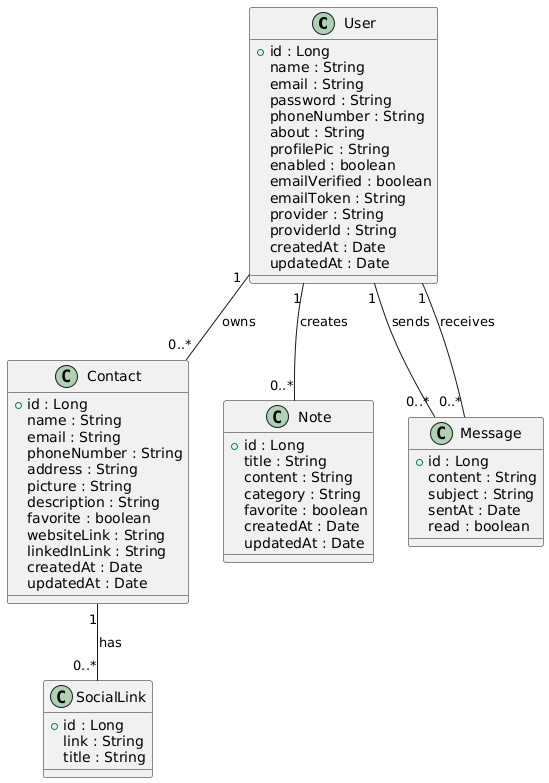 C User
id : Long
name : String
email : String
password : String
phoneNumber : String
about : String
profilePic : String
enabled : boolean
emailVerified : boolean
emailToken : String
provider : String
providerId : String
createdAt : Date
updatedAt : Date
1 1 1 1
owns creates sends receives
0..* 0..* 0..* 0..*
C Contact
id : Long
name : String
email : String
phoneNumber : String
address : String
picture : String
description : String
favorite : boolean
websiteLink : String
linkedInLink : String
createdAt : Date
updatedAt : Date
C Note
id : Long
title : String
content : String
category : String
favorite : boolean
createdAt : Date
updatedAt : Date
C Message
id : Long
content : String
subject : String
sentAt : Date
read : boolean
1
has
0..*
C SocialLink
id : Long
link : String
title : String